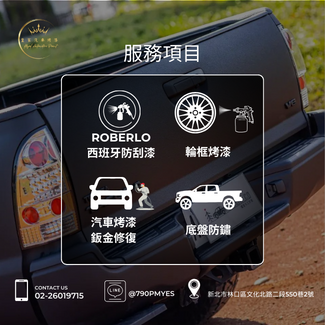 服務項目
ROBERLO
西班牙防刮漆
輪框烤漆
汽車烤漆
鈑金修復
底盤防鏽
CONTACT US
02-26019715
LINE
@790PMYES
新北市林口區文化北路二段550巷2號